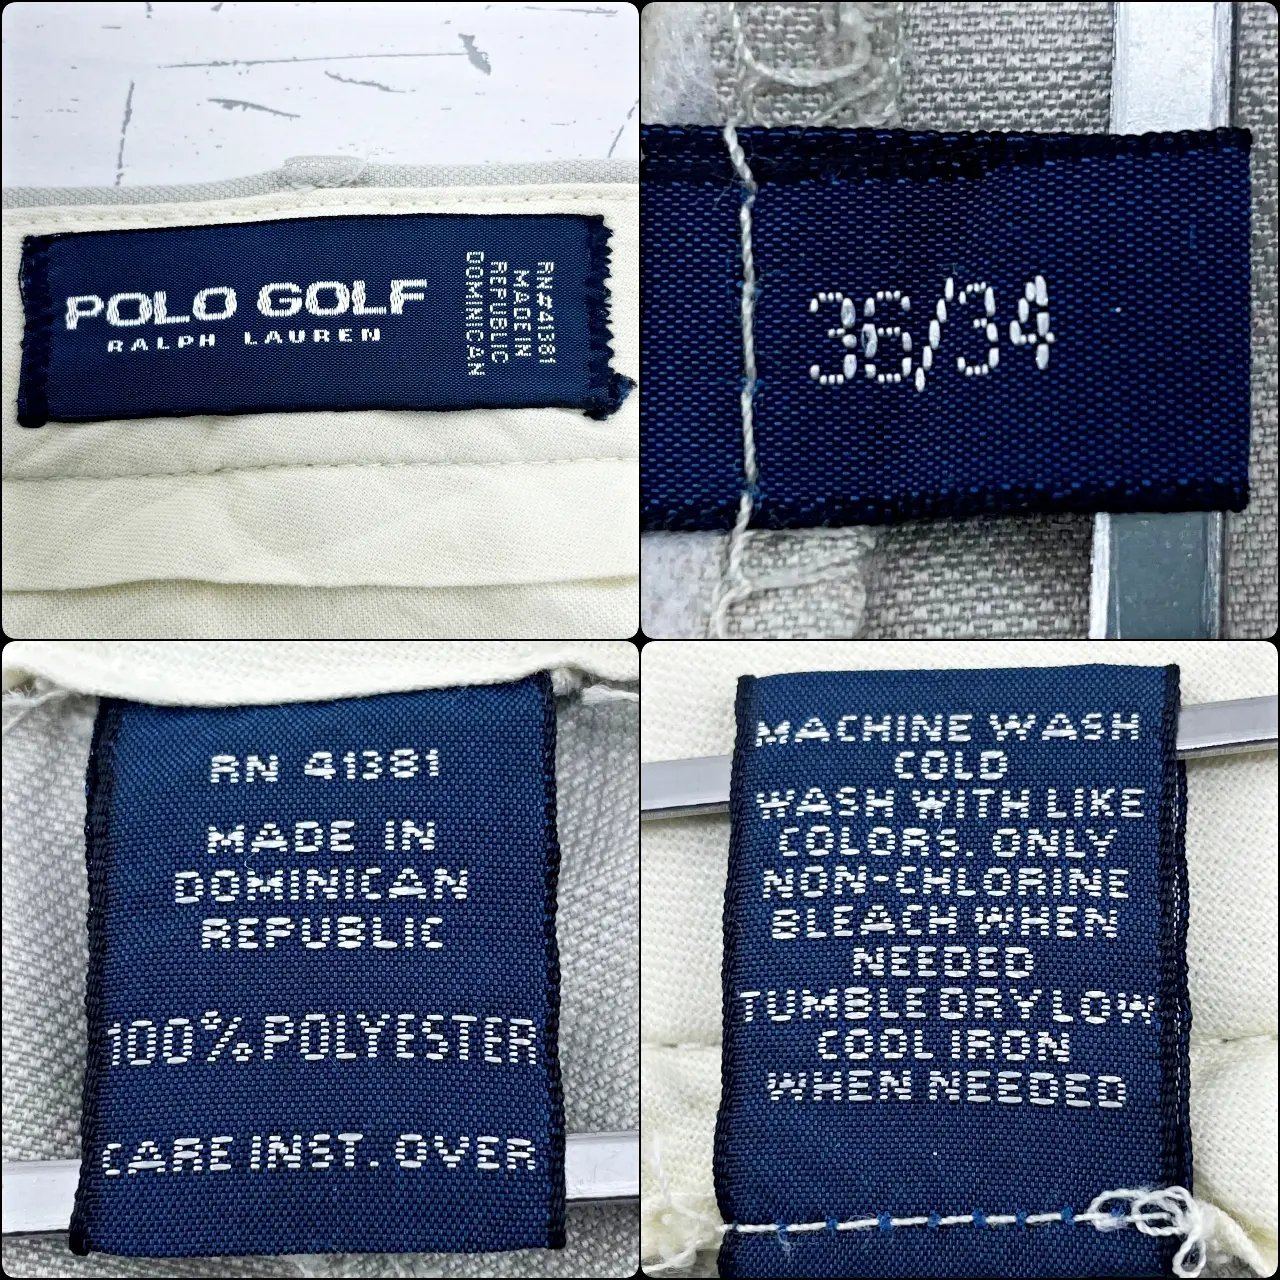 POLO GOLF
RALPH LAUREN
RN#41381
MADE IN
REPUBLIC
DOMINICAN
36/34
RN 41381
MADE IN
DOMINICAN
REPUBLIC
100% POLYESTER
CARE INST. OVER
MACHINE WASH
COLD
WASH WITH LIKE
COLORS. ONLY
NON-CHLORINE
BLEACH WHEN
NEEDED
TUMBLE DRY LOW
COOL IRON
WHEN NEEDED